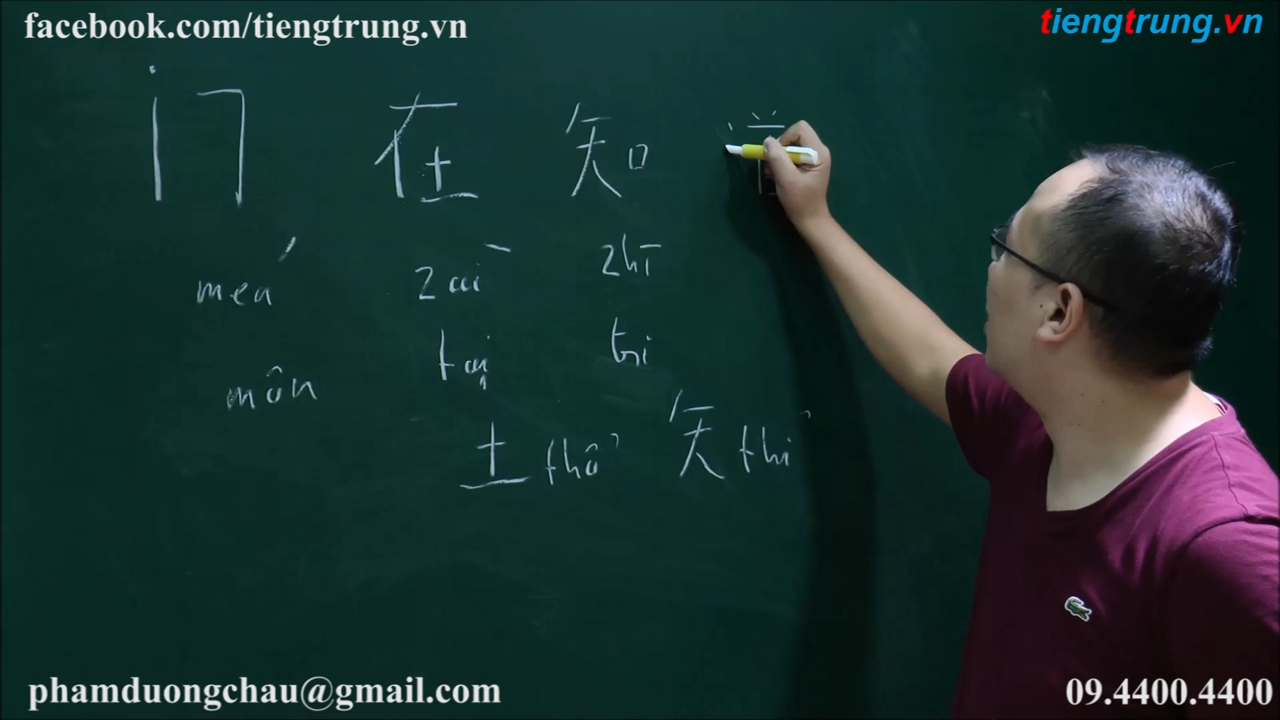 facebook.com/tiengtrung.vn
tiengtrung.vn
门 在 知
mén zài zhī
môn tại tri
土 thổ 矢 thỉ
phamduongchau@gmail.com
09.4400.4400